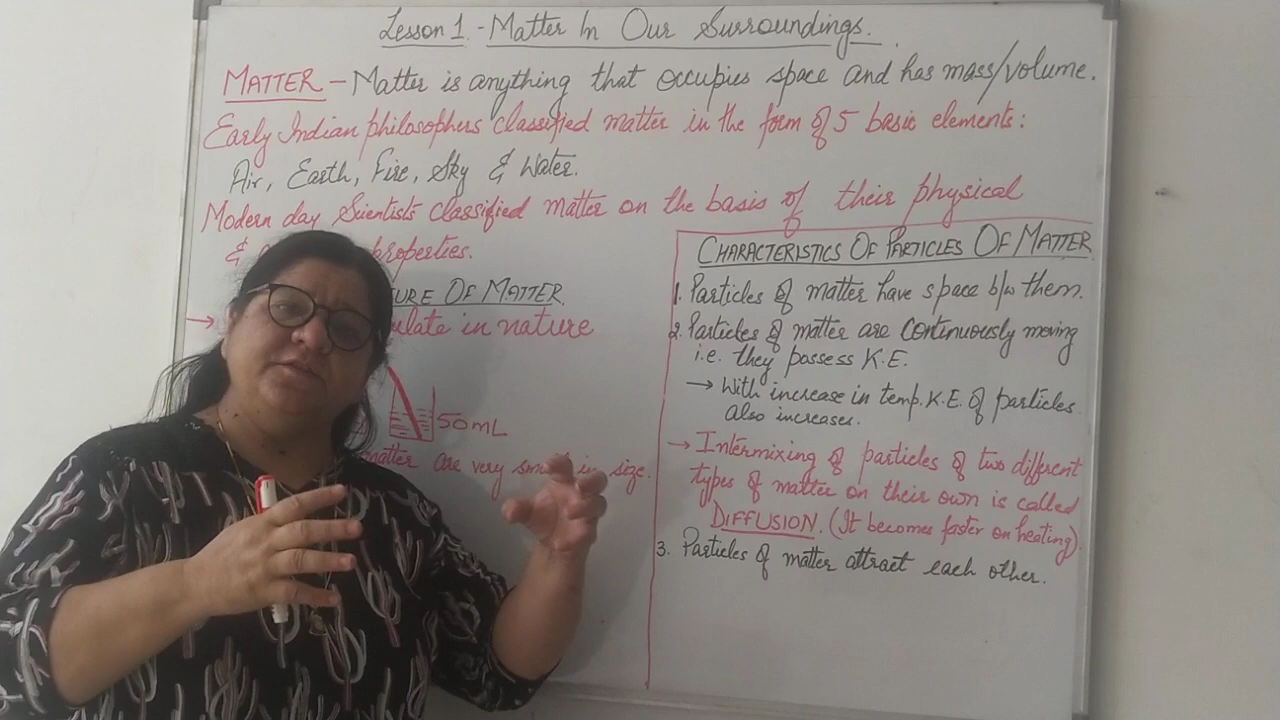 Lesson 1. - Matter In Our Surroundings.
MATTER - Matter is anything that occupies space and has mass/volume.
Early Indian philosophers classified matter in the form of 5 basic elements:
Air, Earth, Fire, Sky & Water.
Modern day Scientists classified matter on the basis of their physical
& properties.
OF MATTER
→ in nature
50mL
matter are very in size.
CHARACTERISTICS OF PARTICLES OF MATTER
1. Particles of matter have space b/w them.
2. Particles of matter are continuously moving
i.e. they possess K.E.
→ With increase in temp. K.E. of particles
also increases.
→ Intermixing of particles of two different
types of matter on their own is called
DIFFUSION. (It becomes faster on heating)
3. Particles of matter attract each other.